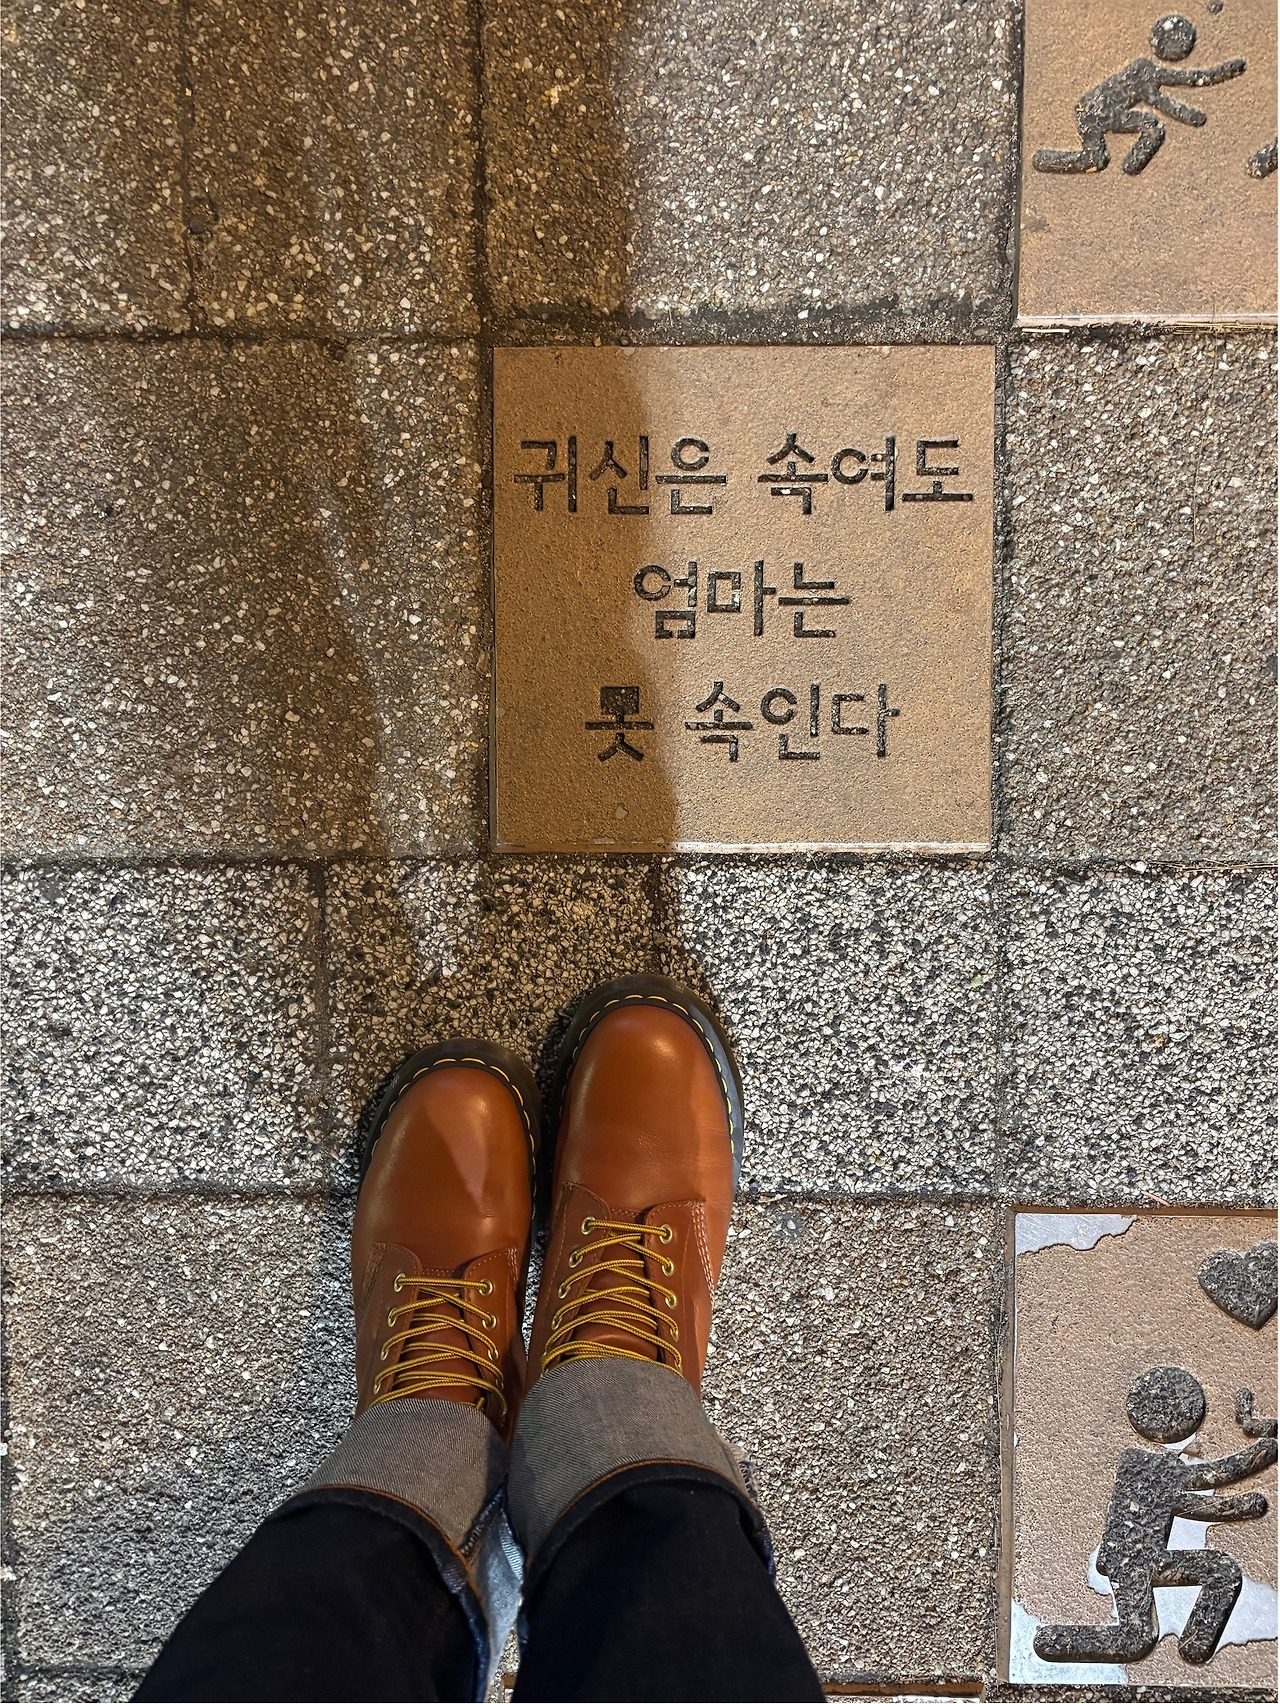 귀신은 속여도
엄마는
못 속인다